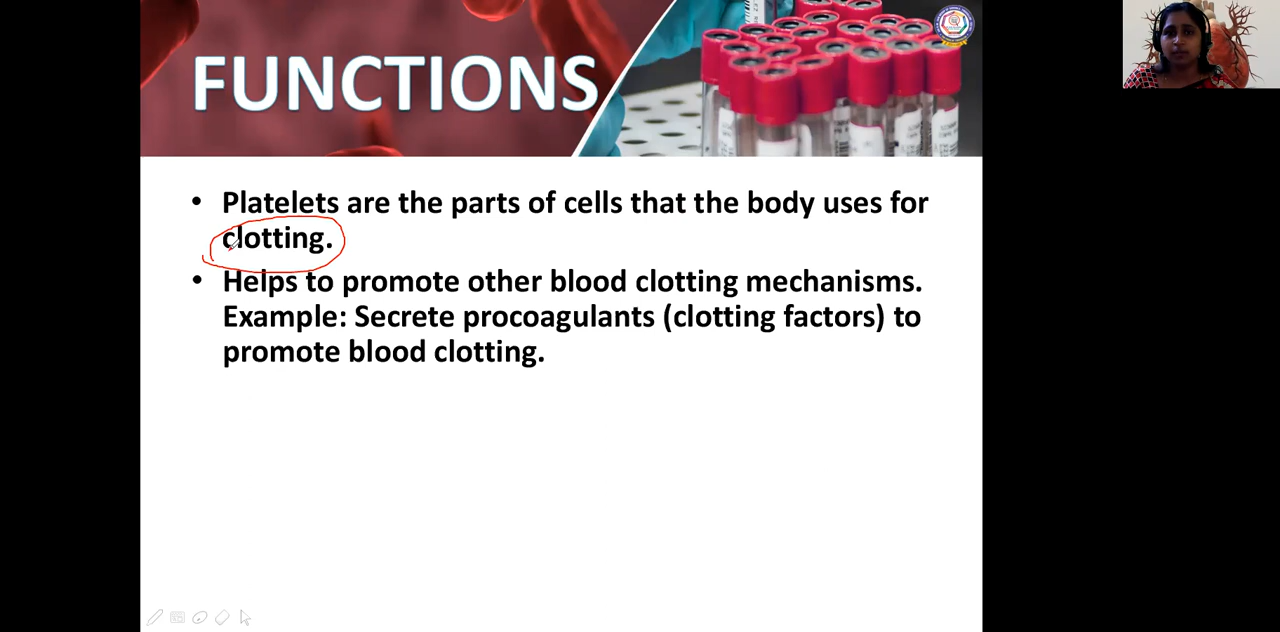 FUNCTIONS
• Platelets are the parts of cells that the body uses for
clotting.
• Helps to promote other blood clotting mechanisms.
Example: Secrete procoagulants (clotting factors) to
promote blood clotting.